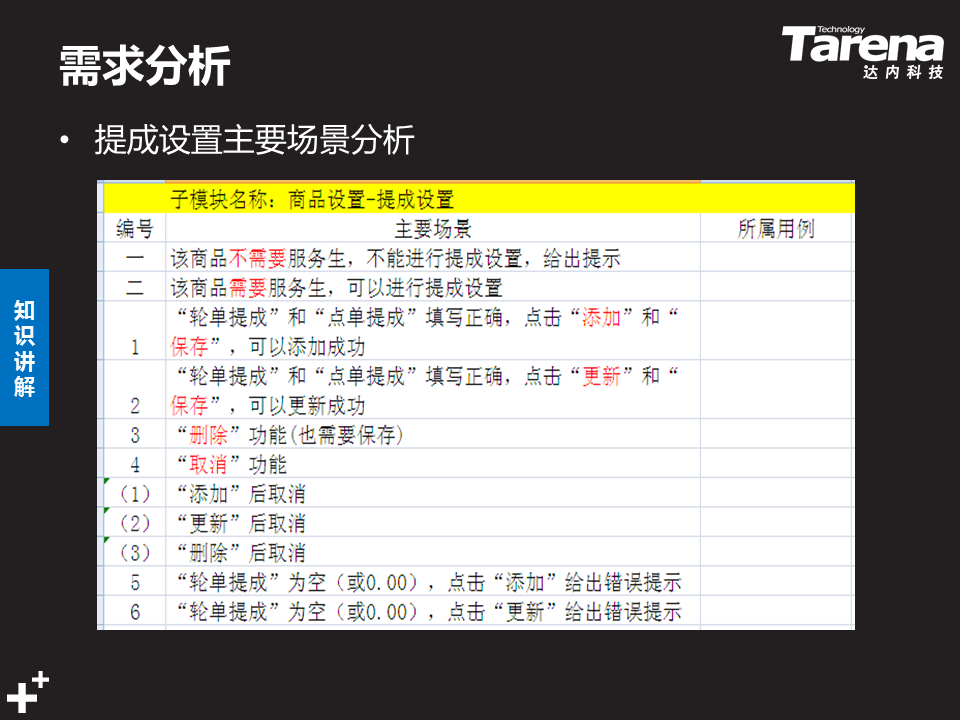 Technology
Tarena
达内科技
需求分析
• 提成设置主要场景分析
子模块名称：商品设置-提成设置
编号 主要场景 所属用例
一 该商品不需要服务生，不能进行提成设置，给出提示
二 该商品需要服务生，可以进行提成设置
“轮单提成”和“点单提成”填写正确，点击“添加”和“
1 保存”，可以添加成功
“轮单提成”和“点单提成”填写正确，点击“更新”和“
2 保存”，可以更新成功
3 “删除”功能(也需要保存)
4 “取消”功能
（1） “添加”后取消
（2） “更新”后取消
（3） “删除”后取消
5 “轮单提成”为空（或0.00），点击“添加”给出错误提示
6 “轮单提成”为空（或0.00），点击“更新”给出错误提示
知
识
讲
解